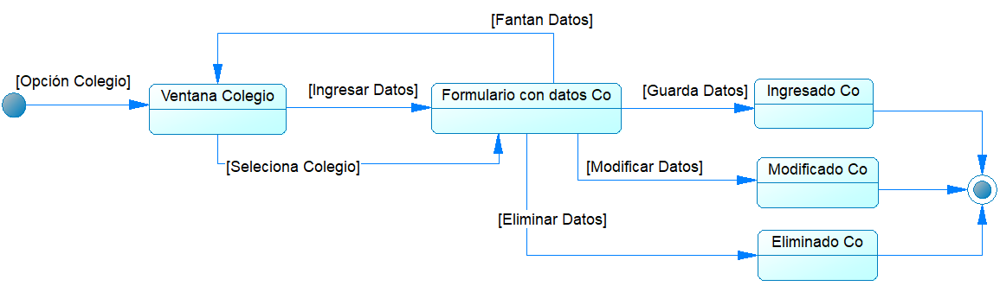 [Fantan Datos]
[Opción Colegio]
Ventana Colegio
[Ingresar Datos]
Formulario con datos Co
[Guarda Datos]
Ingresado Co
[Seleciona Colegio]
[Modificar Datos]
Modificado Co
[Eliminar Datos]
Eliminado Co